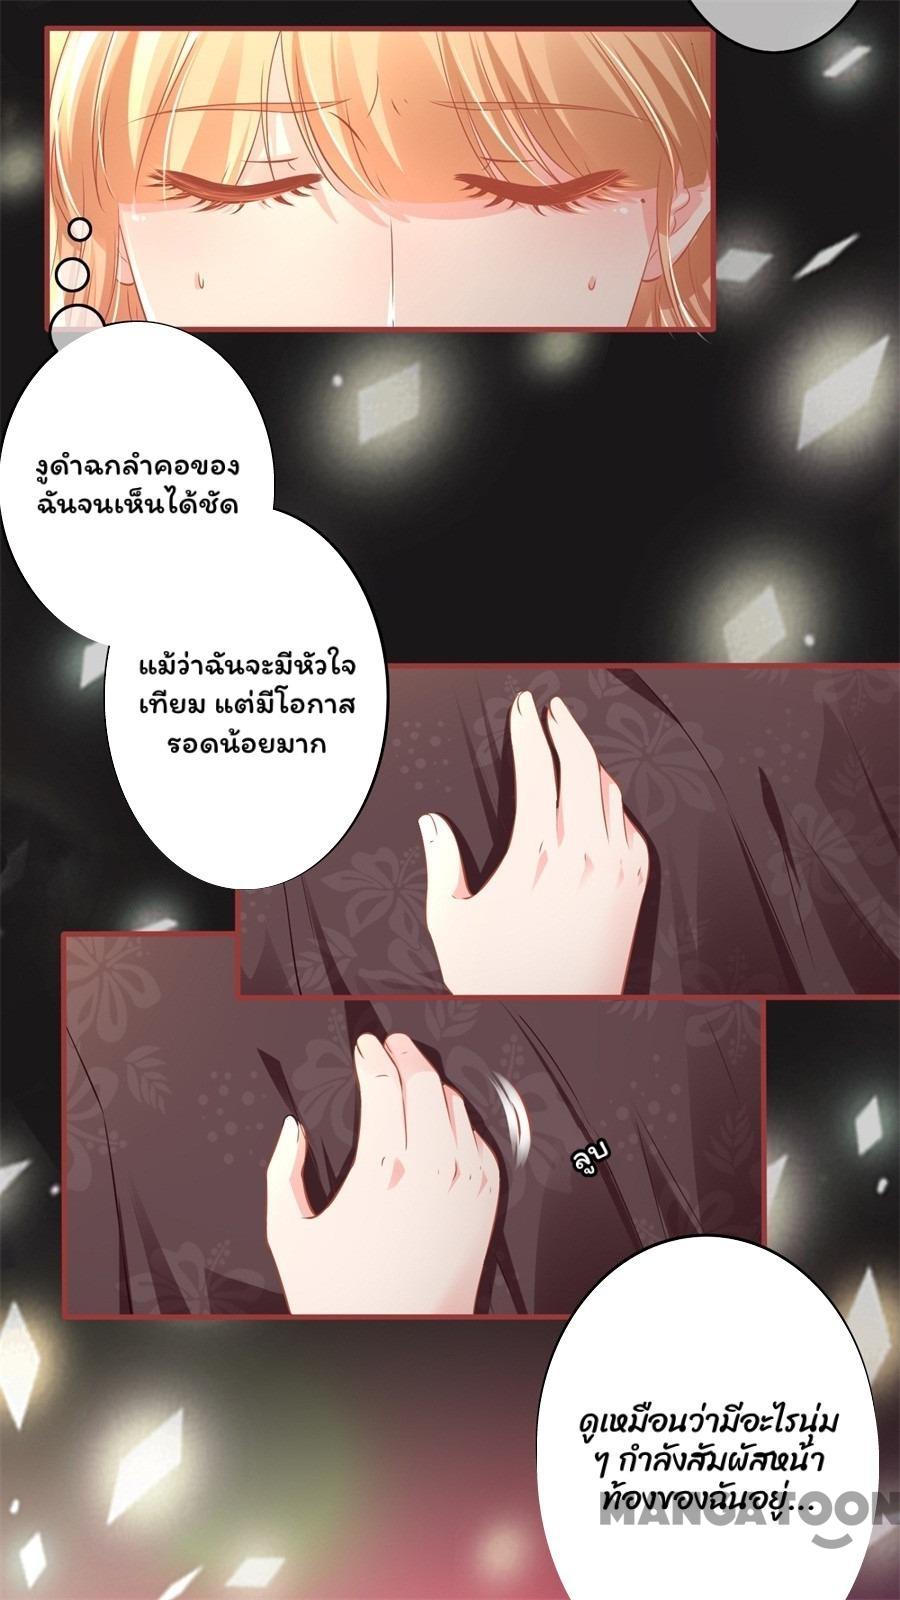 งูดำฉกลำคอของ
ฉันจนเห็นได้ชัด
แม้ว่าฉันจะมีหัวใจ
เทียม แต่มีโอกาส
รอดน้อยมาก
ลูบ
ดูเหมือนว่ามีอะไรนุ่ม
ๆ กำลังสัมผัสหน้า
ท้องของฉันอยู่...
MANGATOON